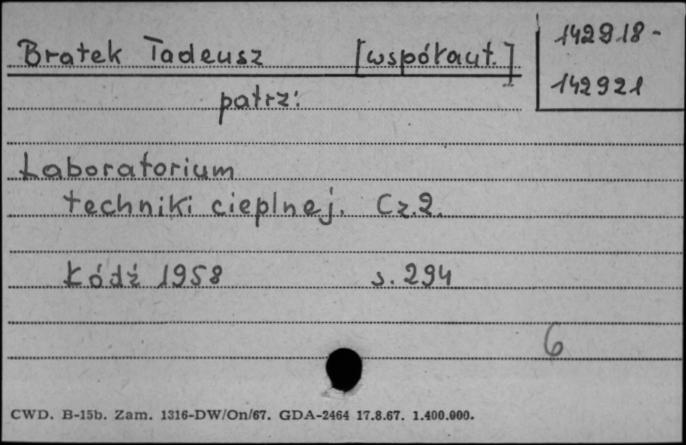 Bratek Tadeusz [współaut.]
142918-
142921
patrz:
Laboratorium
techniki cieplnej. Cz.2.
Łódź 1958 s. 294
6
CWD. B-15b. Zam. 1316-DW/On/67. GDA-2464 17.8.67. 1.400.000.